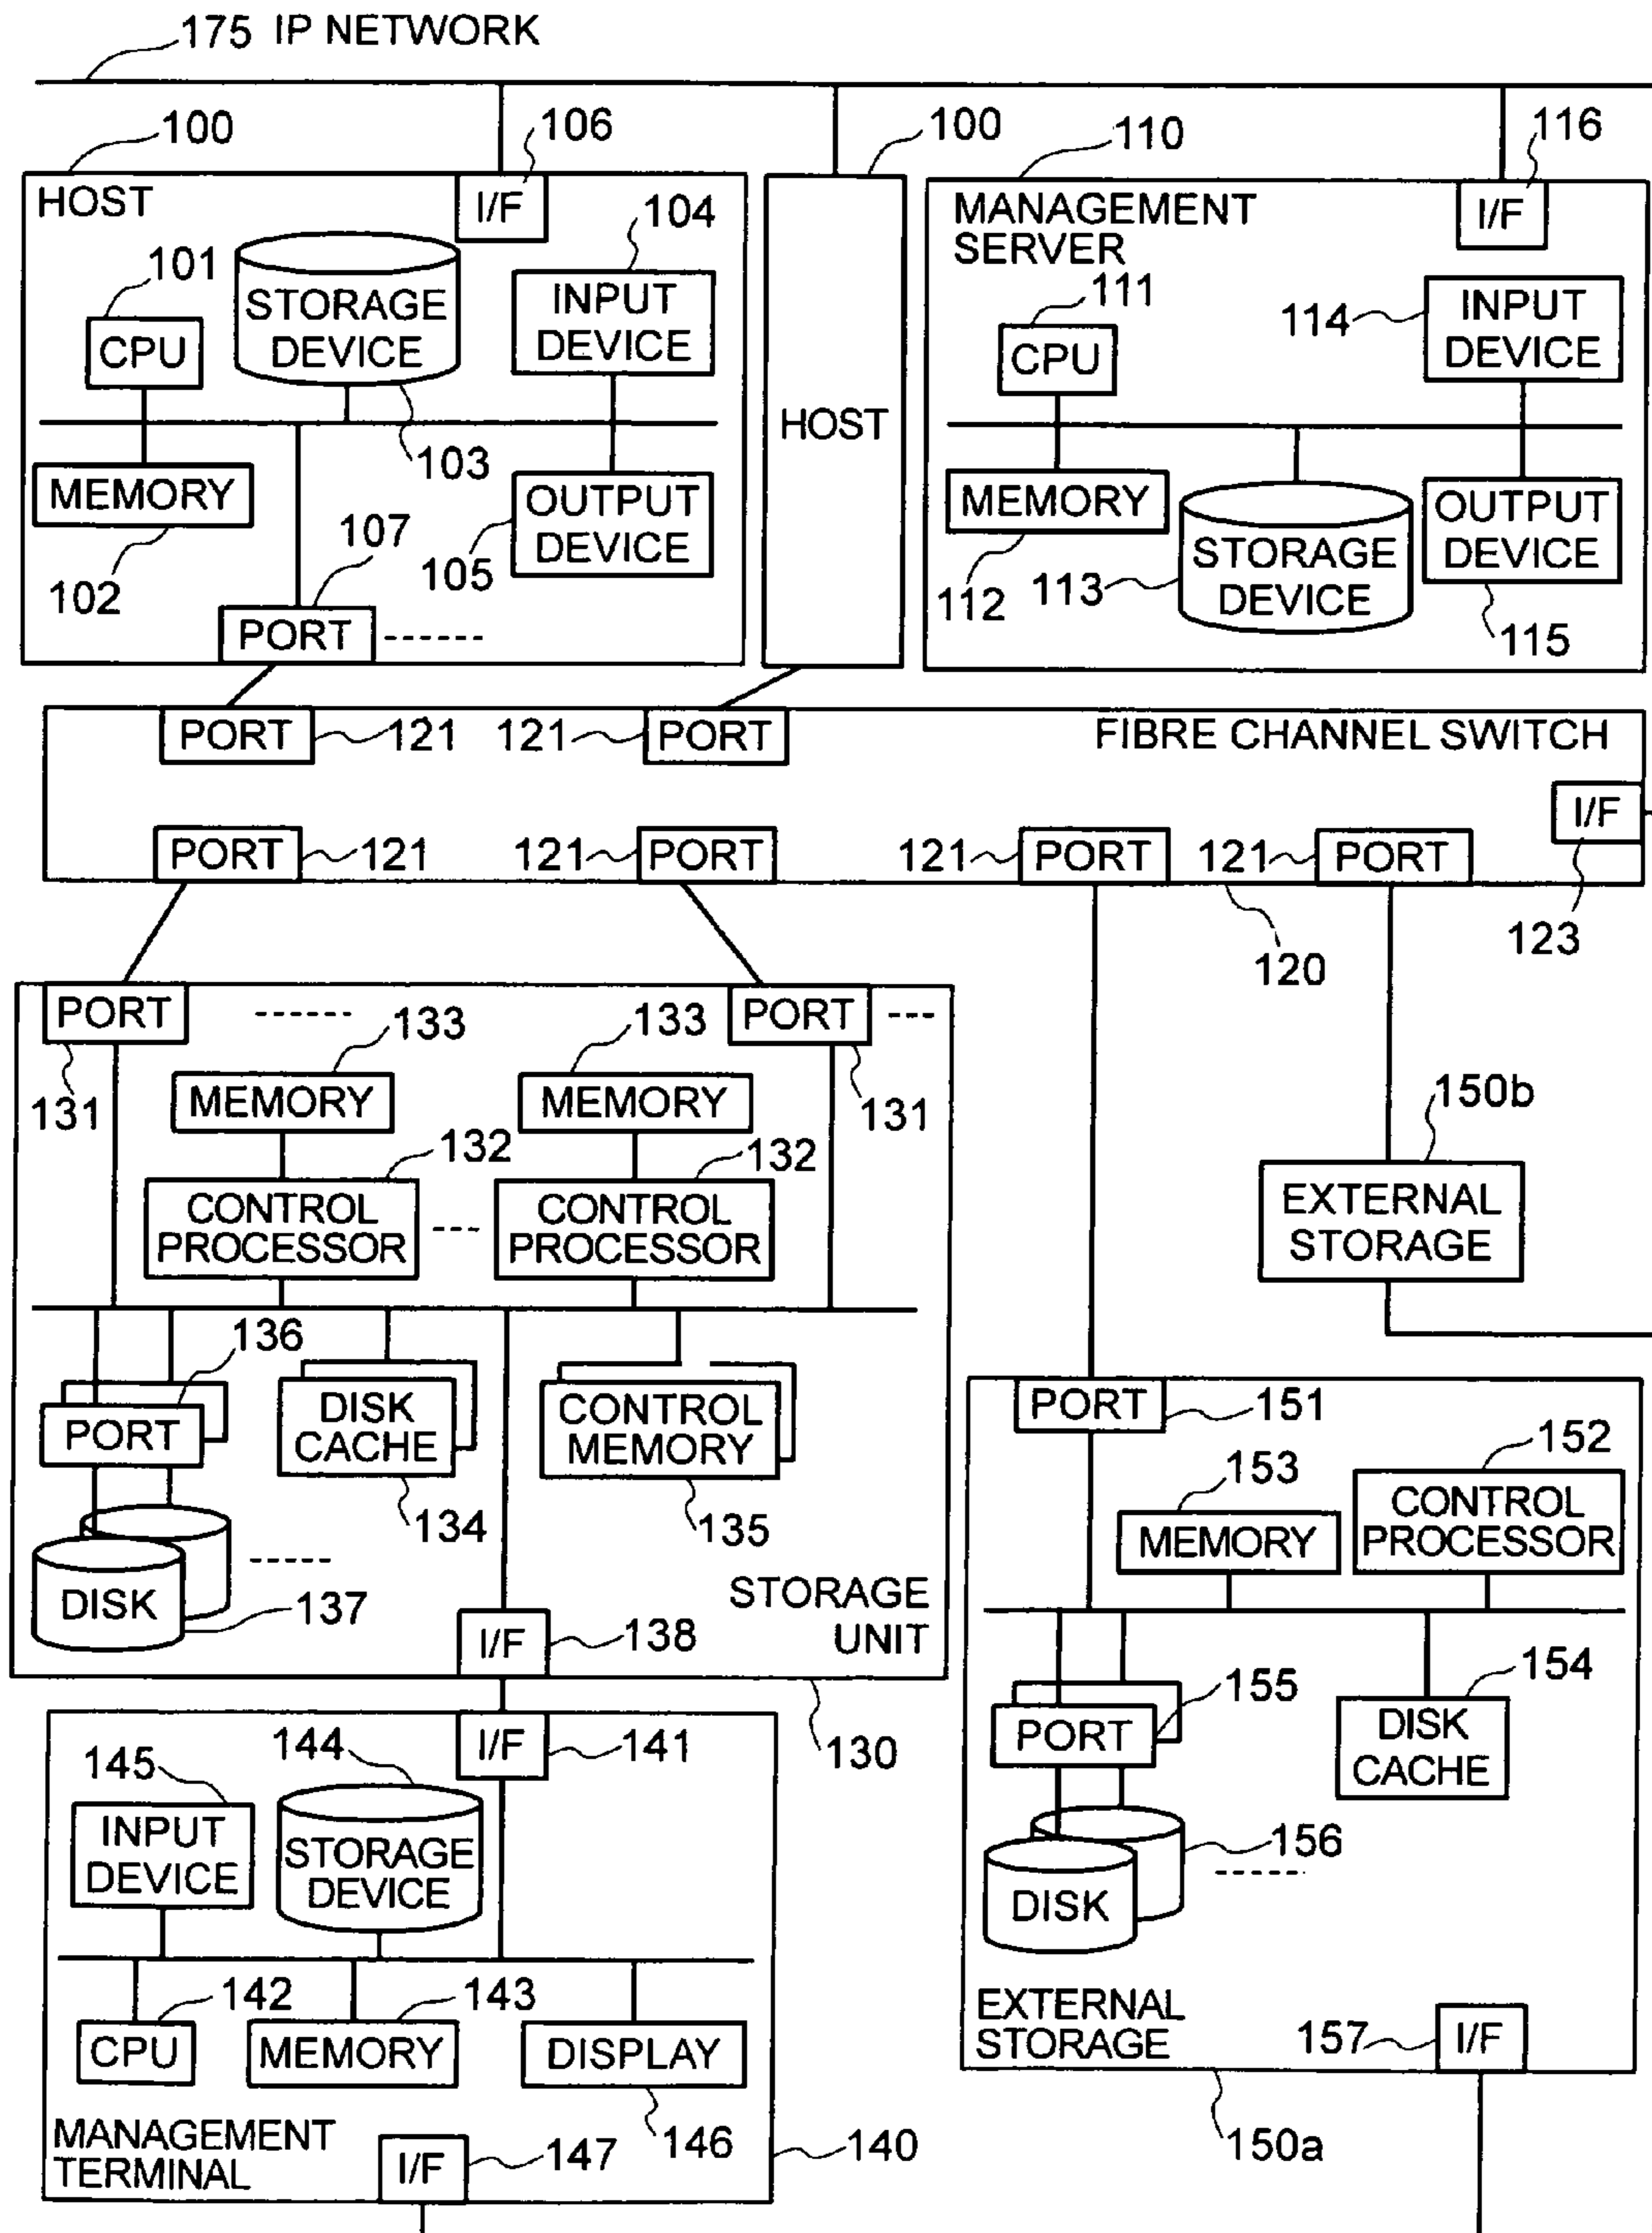 175 IP NETWORK
100
106
100
110
116
HOST
I/F
MANAGEMENT
SERVER
I/F
101
104
STORAGE
DEVICE
INPUT
DEVICE
CPU
HOST
111
114
INPUT
DEVICE
CPU
103
MEMORY
OUTPUT
DEVICE
102
107
105
MEMORY
STORAGE
DEVICE
OUTPUT
DEVICE
112
113
115
PORT
PORT
121
121
PORT
FIBRE CHANNEL SWITCH
I/F
PORT
121
121
PORT
121
PORT
121
PORT
123
120
PORT
133
133
PORT
131
MEMORY
MEMORY
131
150b
132
132
CONTROL
PROCESSOR
CONTROL
PROCESSOR
EXTERNAL
STORAGE
136
PORT
DISK
CACHE
CONTROL
MEMORY
134
135
DISK
137
STORAGE
UNIT
I/F
138
130
PORT
151
152
153
MEMORY
CONTROL
PROCESSOR
155
154
PORT
DISK
CACHE
156
DISK
EXTERNAL
STORAGE
157
I/F
150a
I/F
141
144
145
INPUT
DEVICE
STORAGE
DEVICE
142
143
CPU
MEMORY
DISPLAY
146
140
MANAGEMENT
TERMINAL
I/F
147